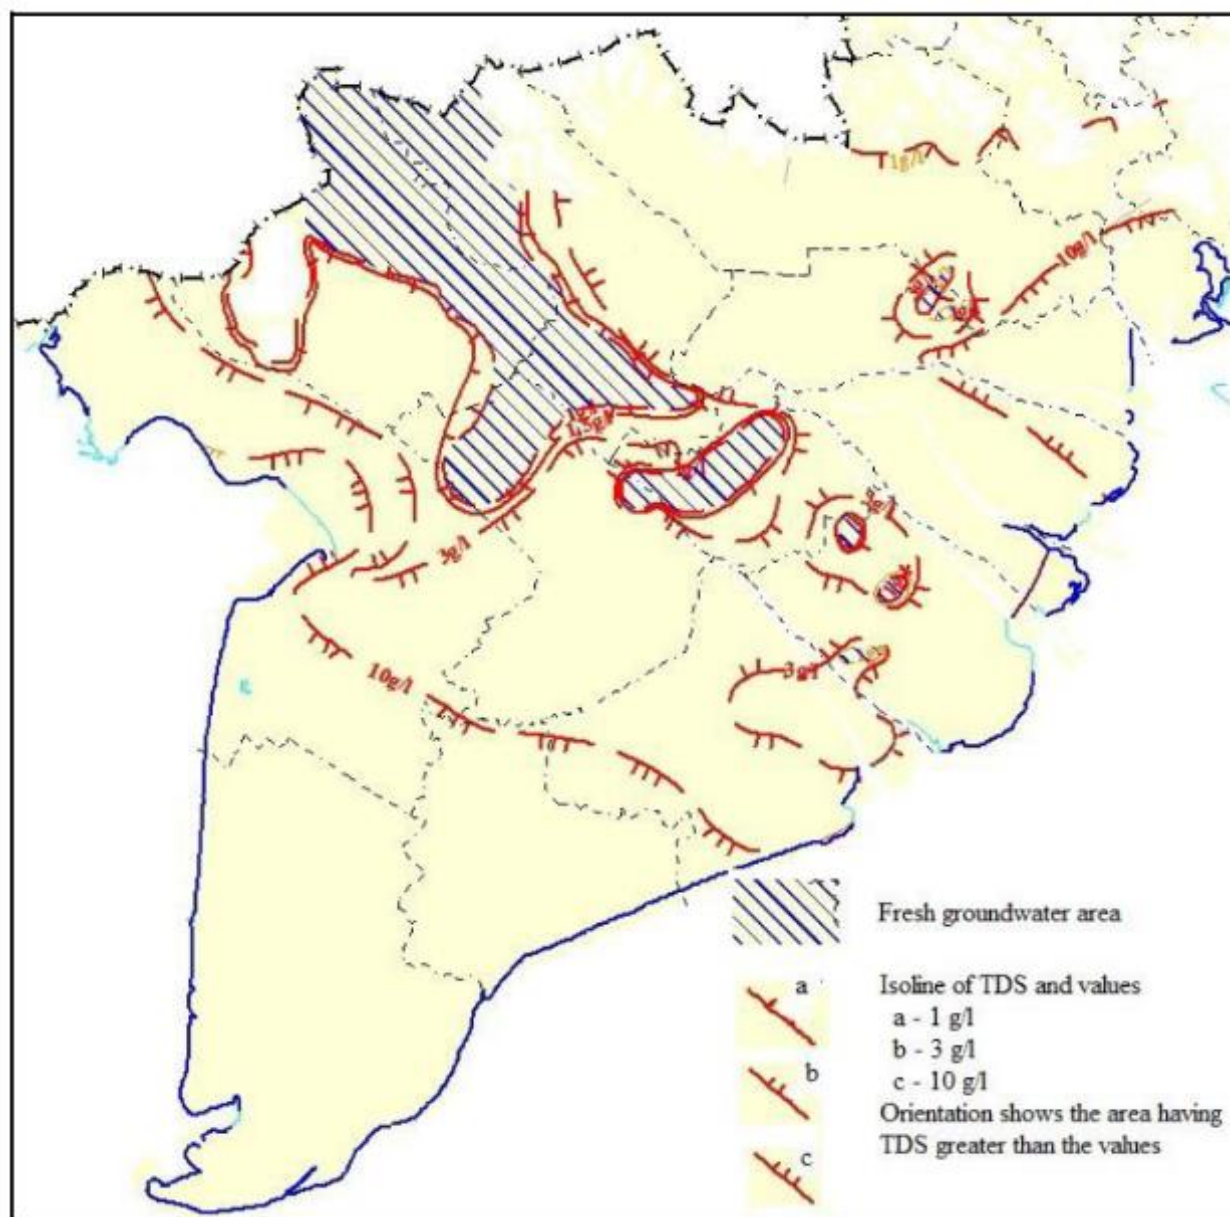 1g/l
10g/l
3g/l
3g/l
10g/l
3g/l
Fresh groundwater area
a
Isoline of TDS and values
a - 1 g/l
b - 3 g/l
b
c - 10 g/l
Orientation shows the area having
TDS greater than the values
c